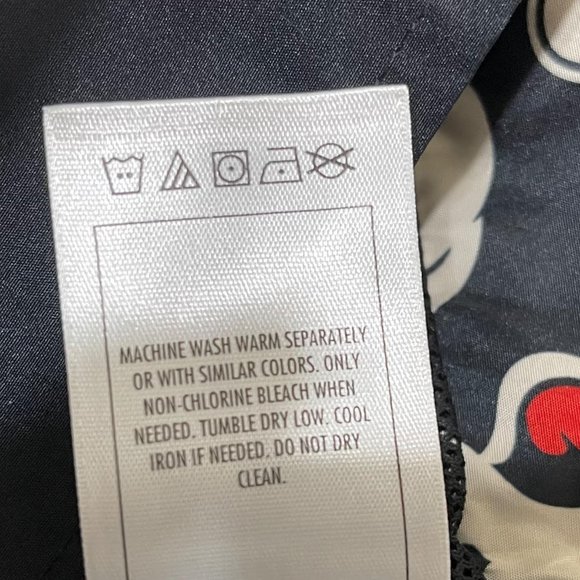 MACHINE WASH WARM SEPARATELY
OR WITH SIMILAR COLORS. ONLY
NON-CHLORINE BLEACH WHEN
NEEDED. TUMBLE DRY LOW. COOL
IRON IF NEEDED. DO NOT DRY
CLEAN.